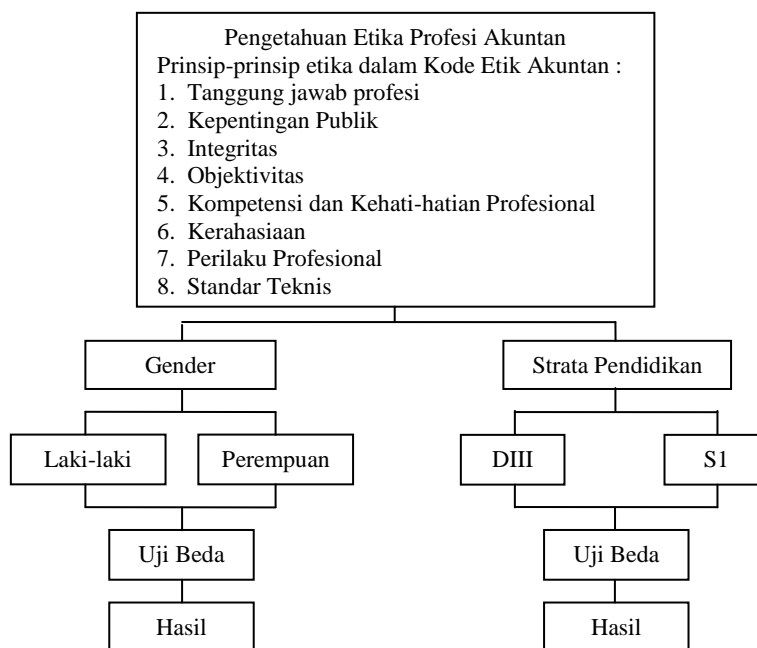 Pengetahuan Etika Profesi Akuntan
Prinsip-prinsip etika dalam Kode Etik Akuntan :
1. Tanggung jawab profesi
2. Kepentingan Publik
3. Integritas
4. Objektivitas
5. Kompetensi dan Kehati-hatian Profesional
6. Kerahasiaan
7. Perilaku Profesional
8. Standar Teknis
Gender
Strata Pendidikan
Laki-laki
Perempuan
DIII
S1
Uji Beda
Uji Beda
Hasil
Hasil